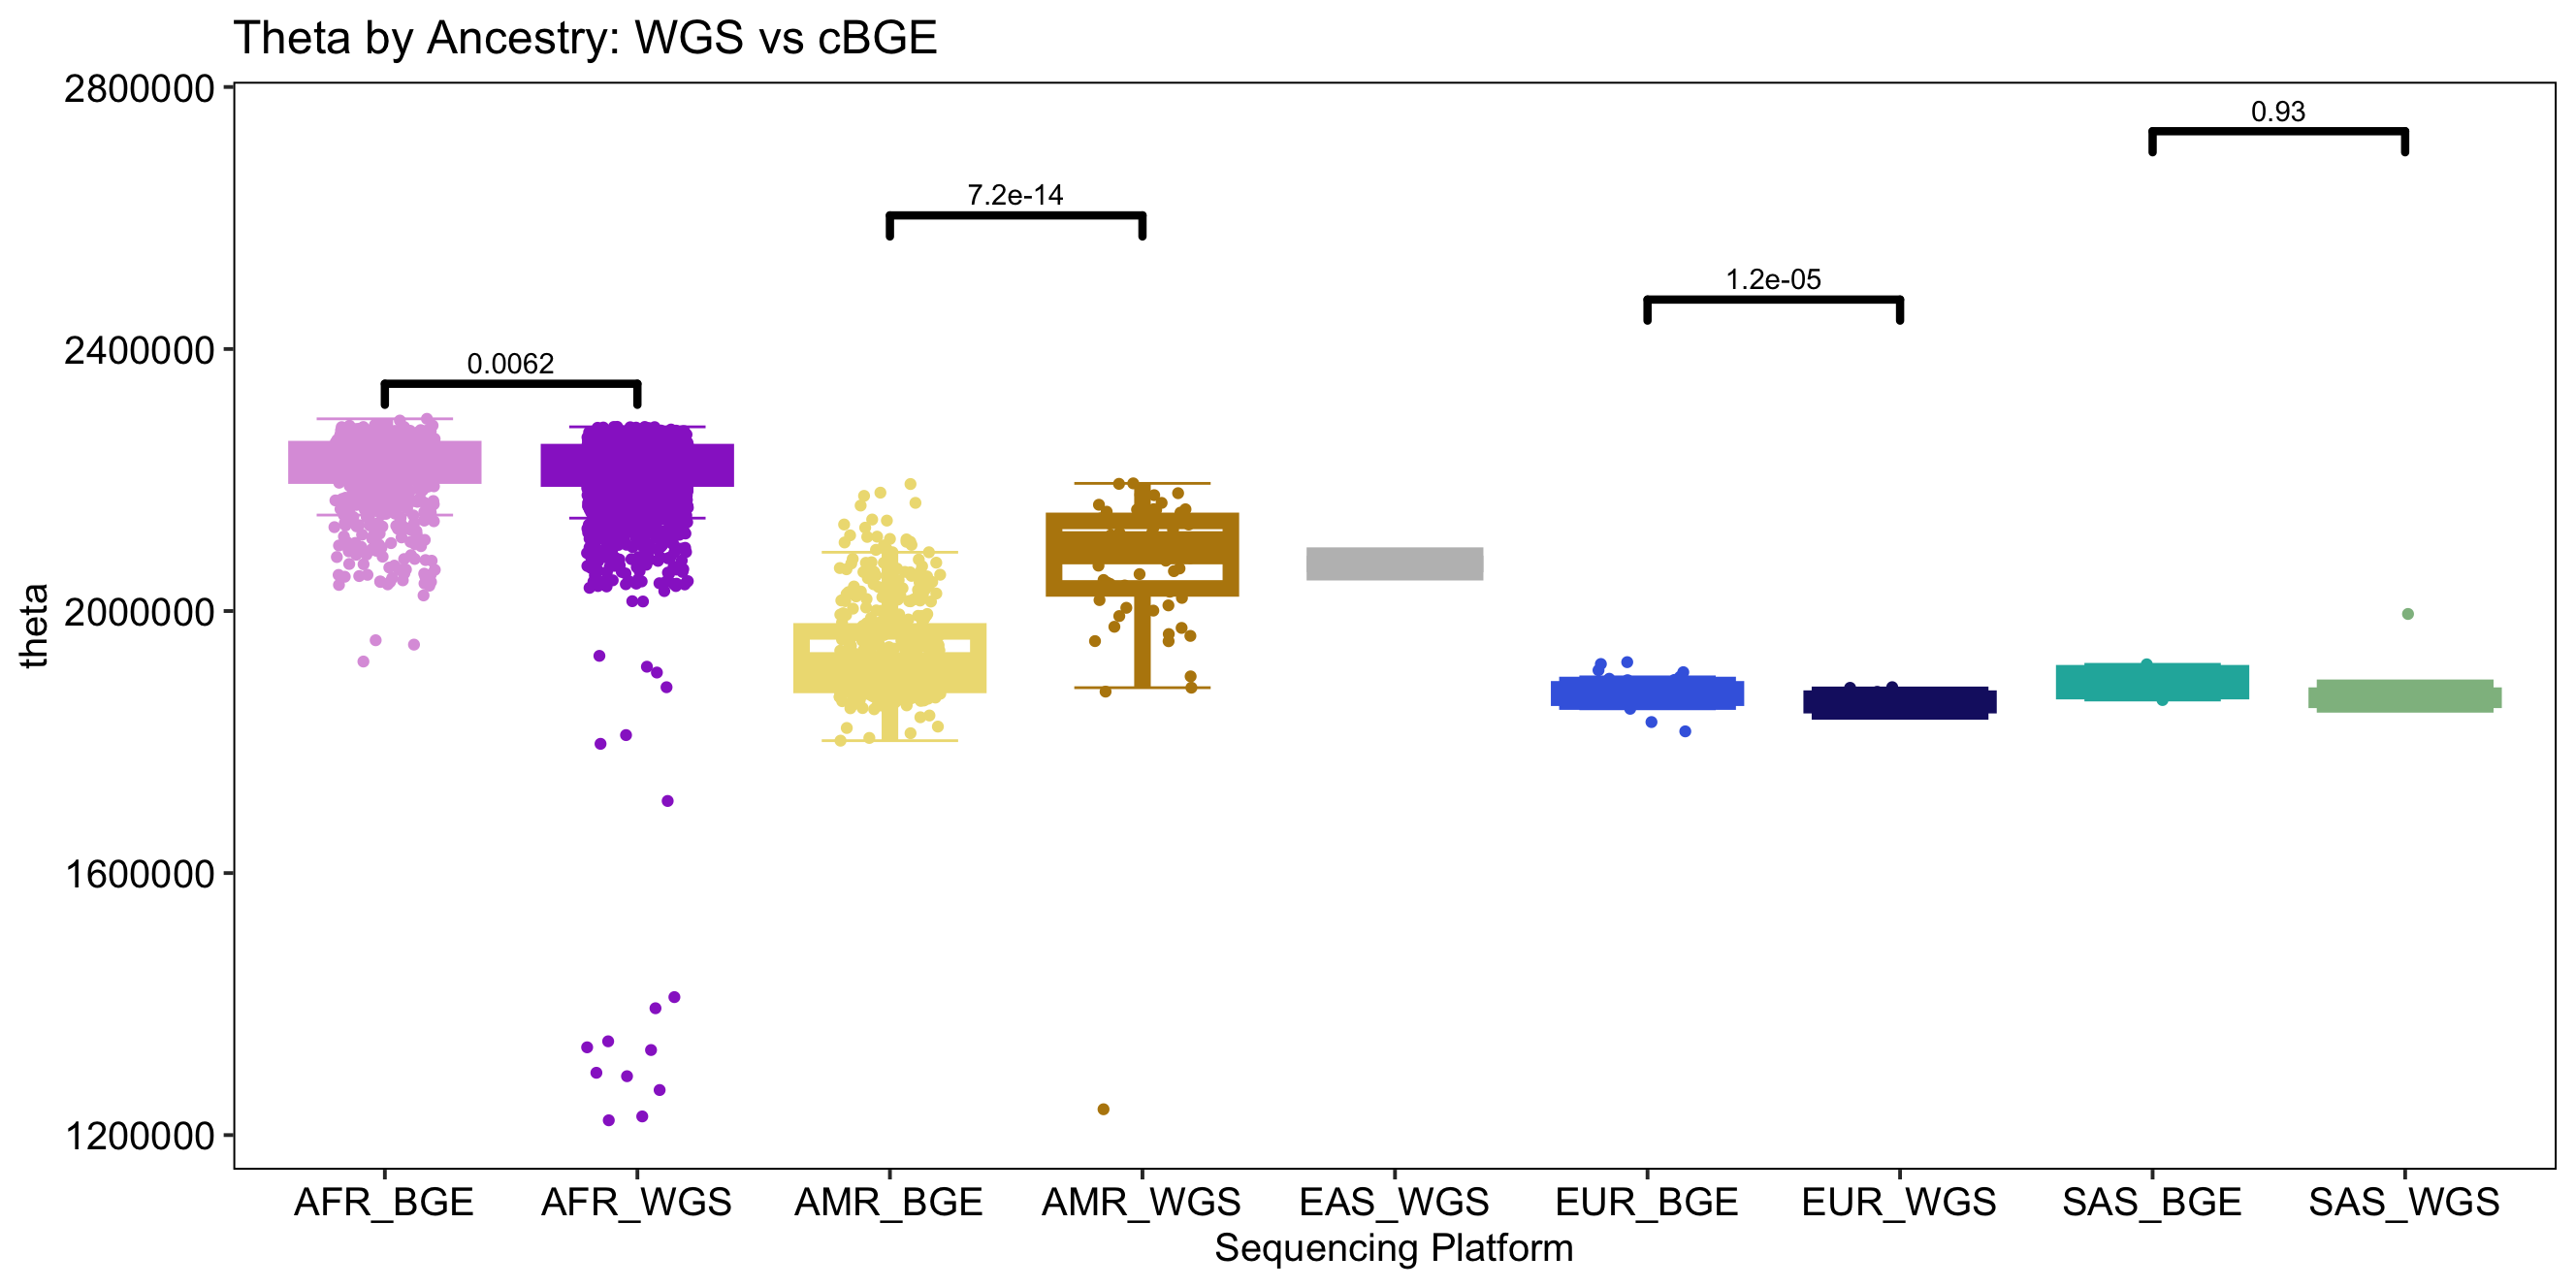 Theta by Ancestry: WGS vs cBGE
2800000
2400000
2000000
1600000
1200000
theta
0.0062
7.2e-14
1.2e-05
0.93
AFR_BGE AFR_WGS AMR_BGE AMR_WGS EAS_WGS EUR_BGE EUR_WGS SAS_BGE SAS_WGS
Sequencing Platform